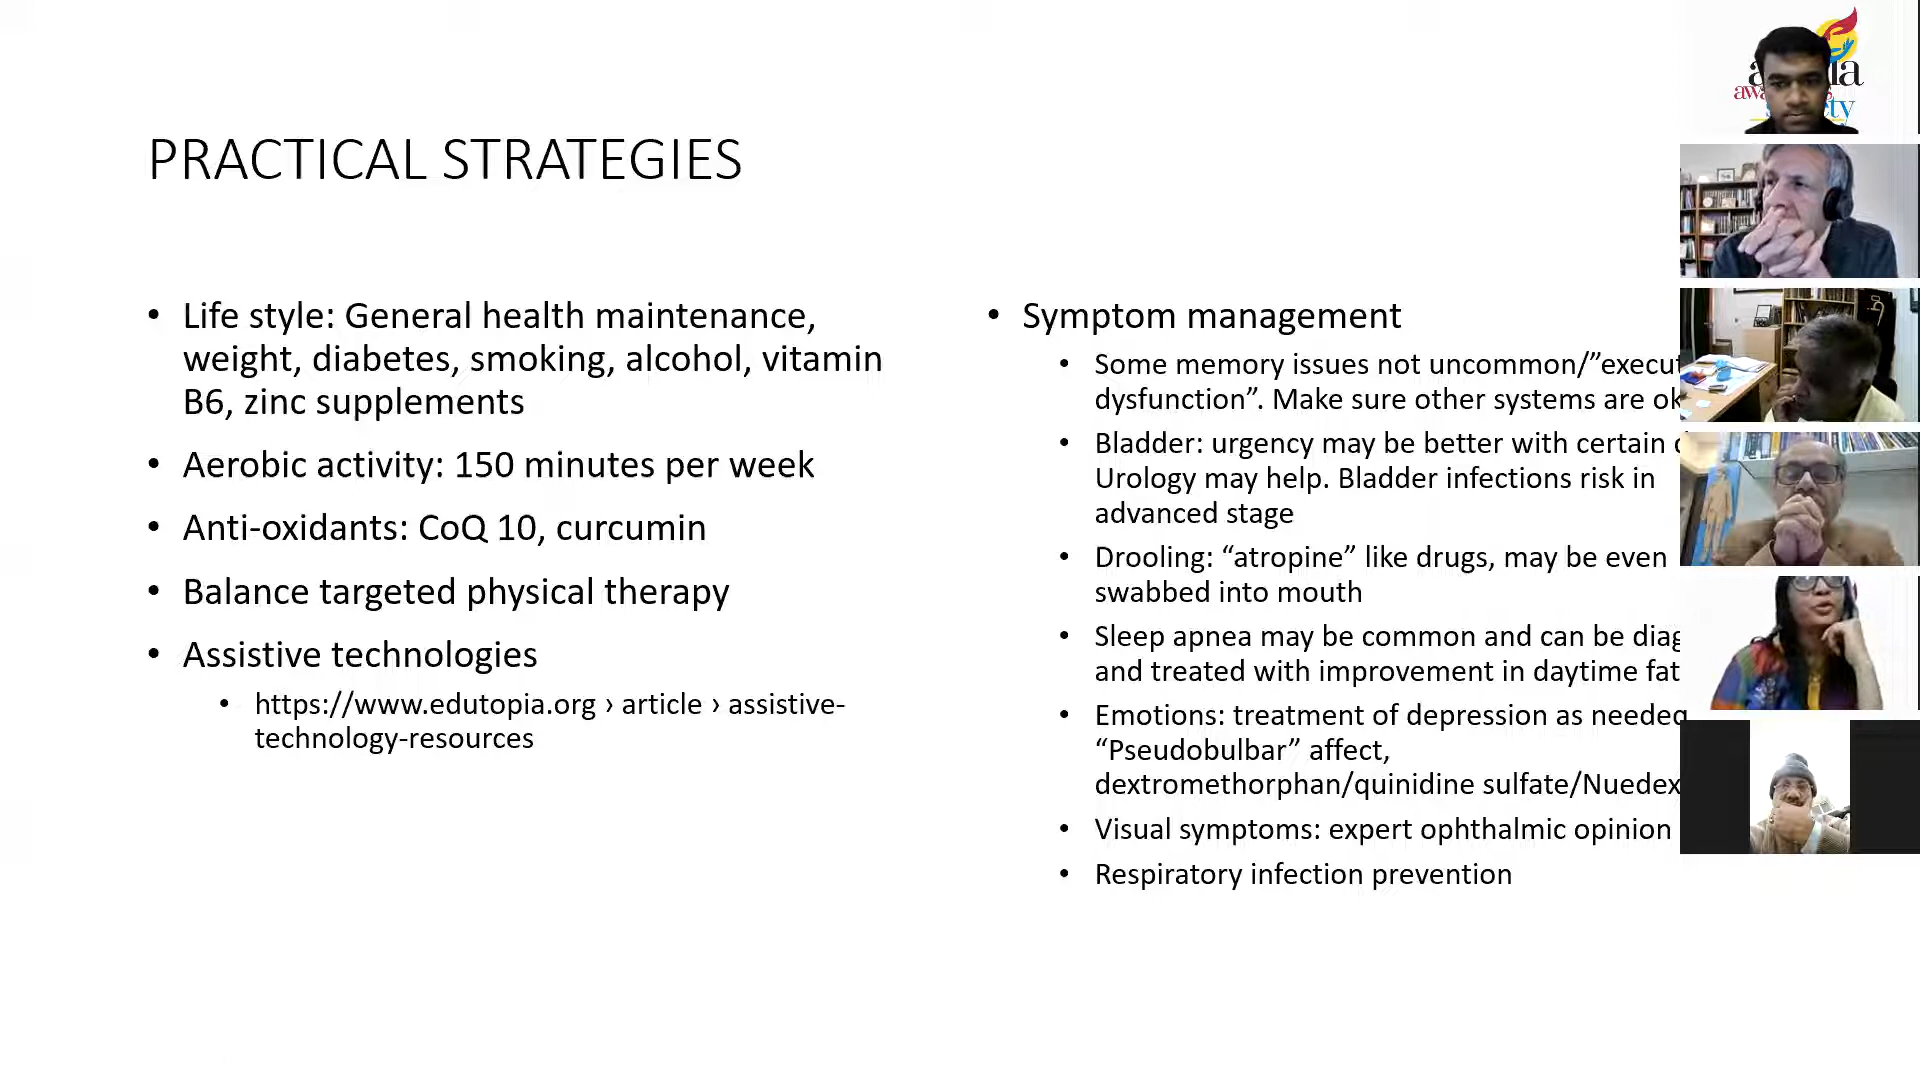 PRACTICAL STRATEGIES
• Life style: General health maintenance,
weight, diabetes, smoking, alcohol, vitamin
B6, zinc supplements
• Aerobic activity: 150 minutes per week
• Anti-oxidants: CoQ 10, curcumin
• Balance targeted physical therapy
• Assistive technologies
• https://www.edutopia.org › article › assistive-
technology-resources
• Symptom management
• Some memory issues not uncommon/”execut
dysfunction”. Make sure other systems are ok
• Bladder: urgency may be better with certain
Urology may help. Bladder infections risk in
advanced stage
• Drooling: “atropine” like drugs, may be even
swabbed into mouth
• Sleep apnea may be common and can be diag
and treated with improvement in daytime fat
• Emotions: treatment of depression as needed
“Pseudobulbar” affect,
dextromethorphan/quinidine sulfate/Nuedex
• Visual symptoms: expert ophthalmic opinion
• Respiratory infection prevention